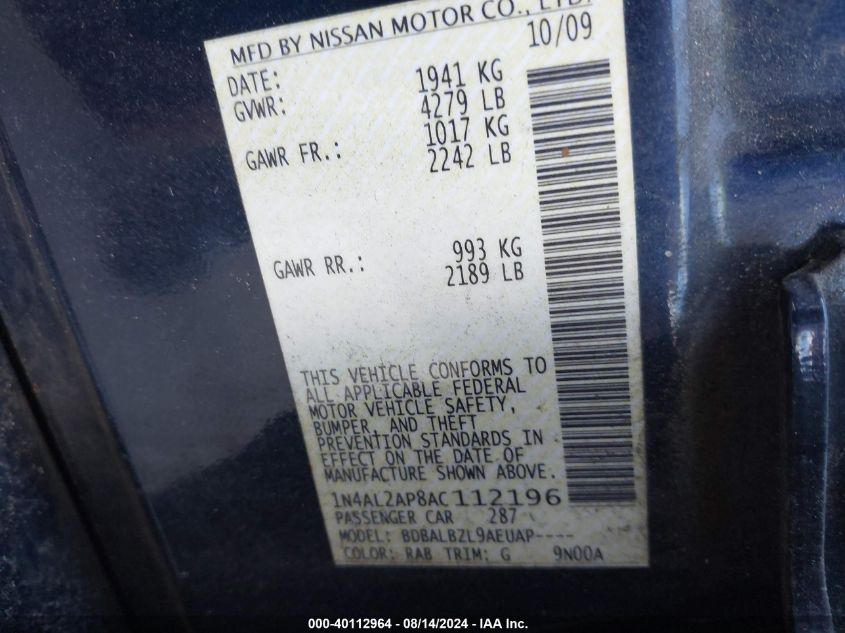 MFD BY NISSAN MOTOR CO., LTD.
DATE: 10/09
GVWR: 1941 KG
4279 LB
GAWR FR.: 1017 KG
2242 LB
GAWR RR.: 993 KG
2189 LB
THIS VEHICLE CONFORMS TO
ALL APPLICABLE FEDERAL
MOTOR VEHICLE SAFETY,
BUMPER, AND THEFT
PREVENTION STANDARDS IN
EFFECT ON THE DATE OF
MANUFACTURE SHOWN ABOVE.
1N4AL2AP8AC112196
PASSENGER CAR 287
MODEL: BDBALBZL9AEUAP----
COLOR: RAB TRIM: G 9N00A
000-40112964 - 08/14/2024 - IAA Inc.